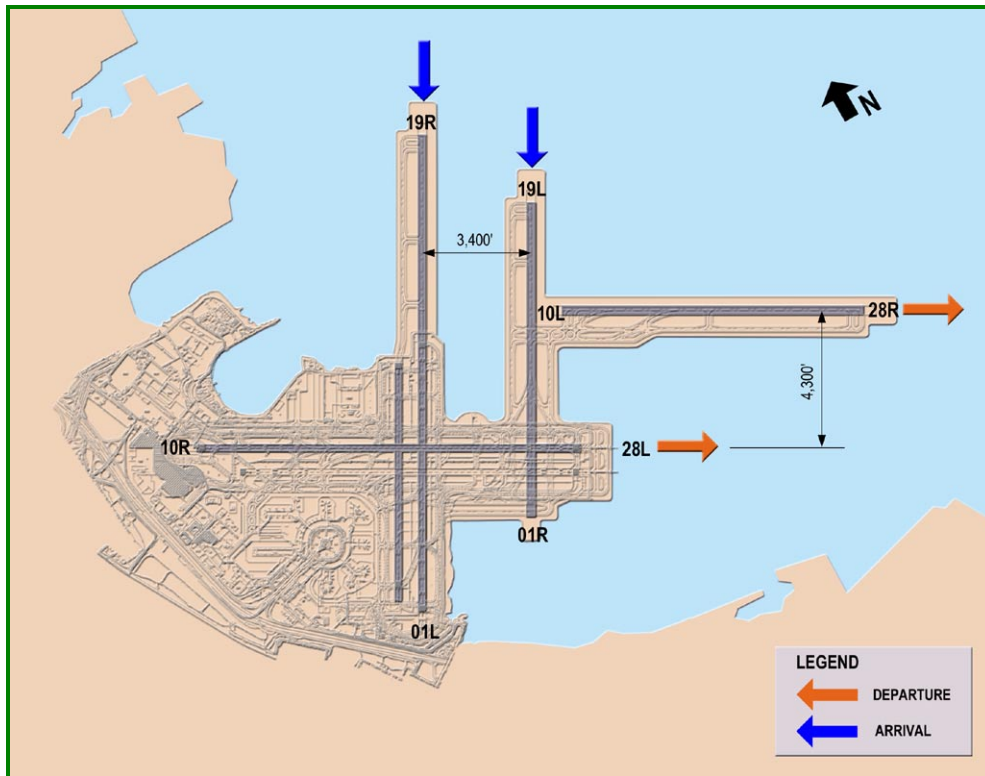 N
19R
19L
3,400'
10L
28R
4,300'
10R
28L
01R
01L
LEGEND
DEPARTURE
ARRIVAL